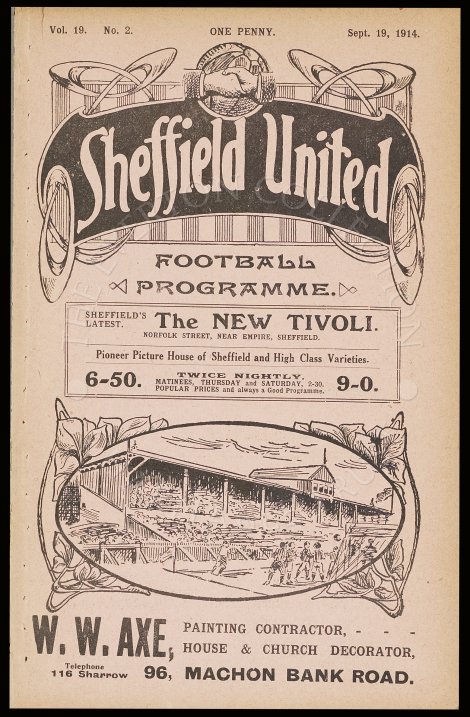 Vol. 19. No. 2. ONE PENNY. Sept. 19, 1914.
Sheffield United
FOOTBALL
PROGRAMME.
SHEFFIELD'S
LATEST. The NEW TIVOLI.
NORFOLK STREET, NEAR EMPIRE, SHEFFIELD.
Pioneer Picture House of Sheffield and High Class Varieties.
6-50. TWICE NIGHTLY. 9-0.
MATINEES, THURSDAY and SATURDAY, 2-30.
POPULAR PRICES and always a Good Programme.
W. W. AXE, PAINTING CONTRACTOR, - - -
HOUSE & CHURCH DECORATOR,
Telephone
116 Sharrow 96, MACHON BANK ROAD.